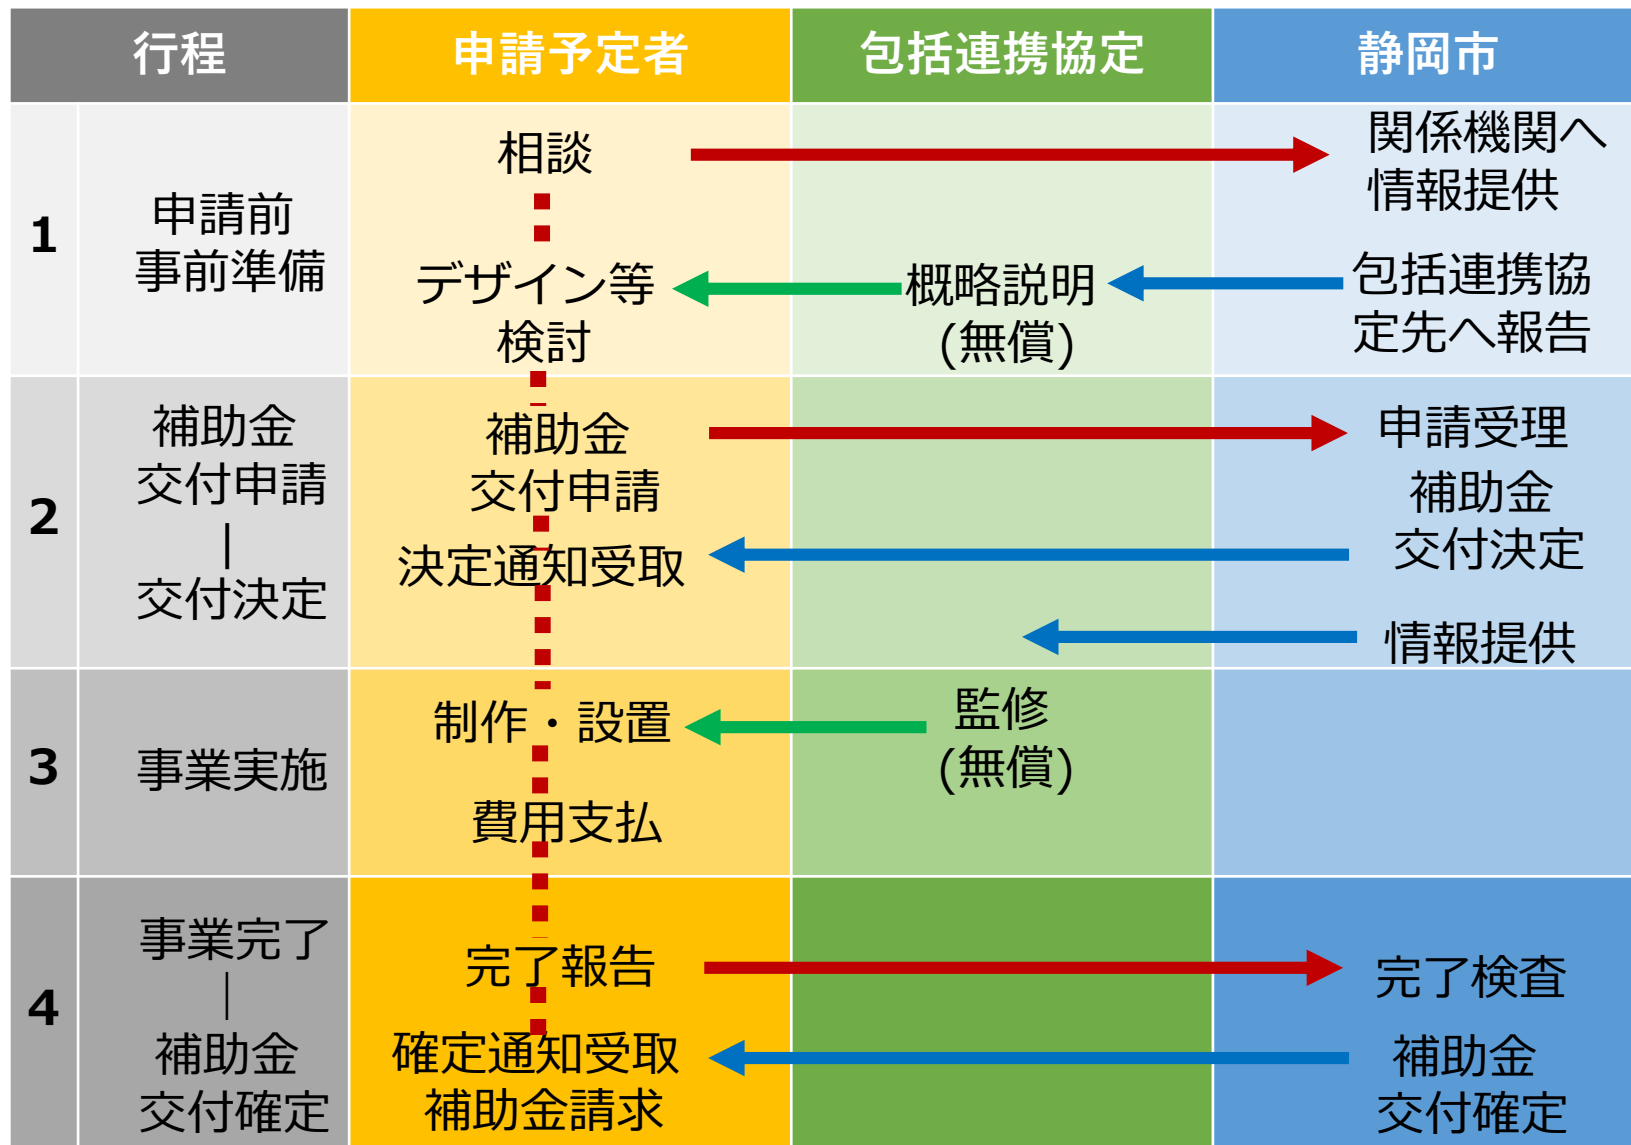 行程
申請予定者
包括連携協定
静岡市
1
申請前
事前準備
相談
デザイン等
検討
概略説明
(無償)
関係機関へ
情報提供
包括連携協
定先へ報告
2
補助金
交付申請
|
交付決定
補助金
交付申請
決定通知受取
申請受理
補助金
交付決定
情報提供
3
事業実施
制作・設置
費用支払
監修
(無償)
4
事業完了
|
補助金
交付確定
完了報告
確定通知受取
補助金請求
完了検査
補助金
交付確定